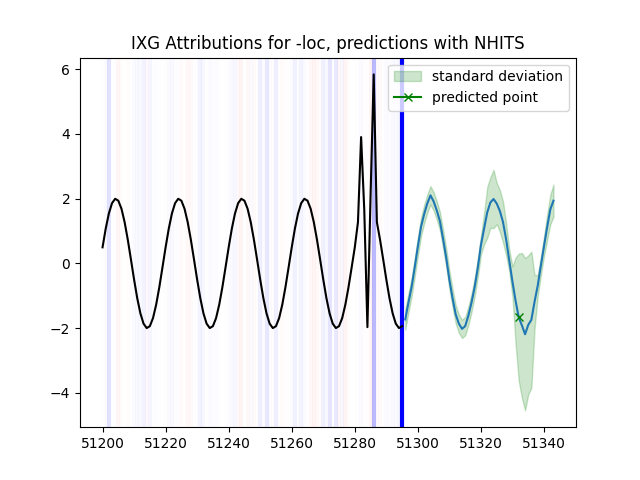 IXG Attributions for -loc, predictions with NHITS
standard deviation
predicted point
6
4
2
0
−2
−4
51200 51220 51240 51260 51280 51300 51320 51340